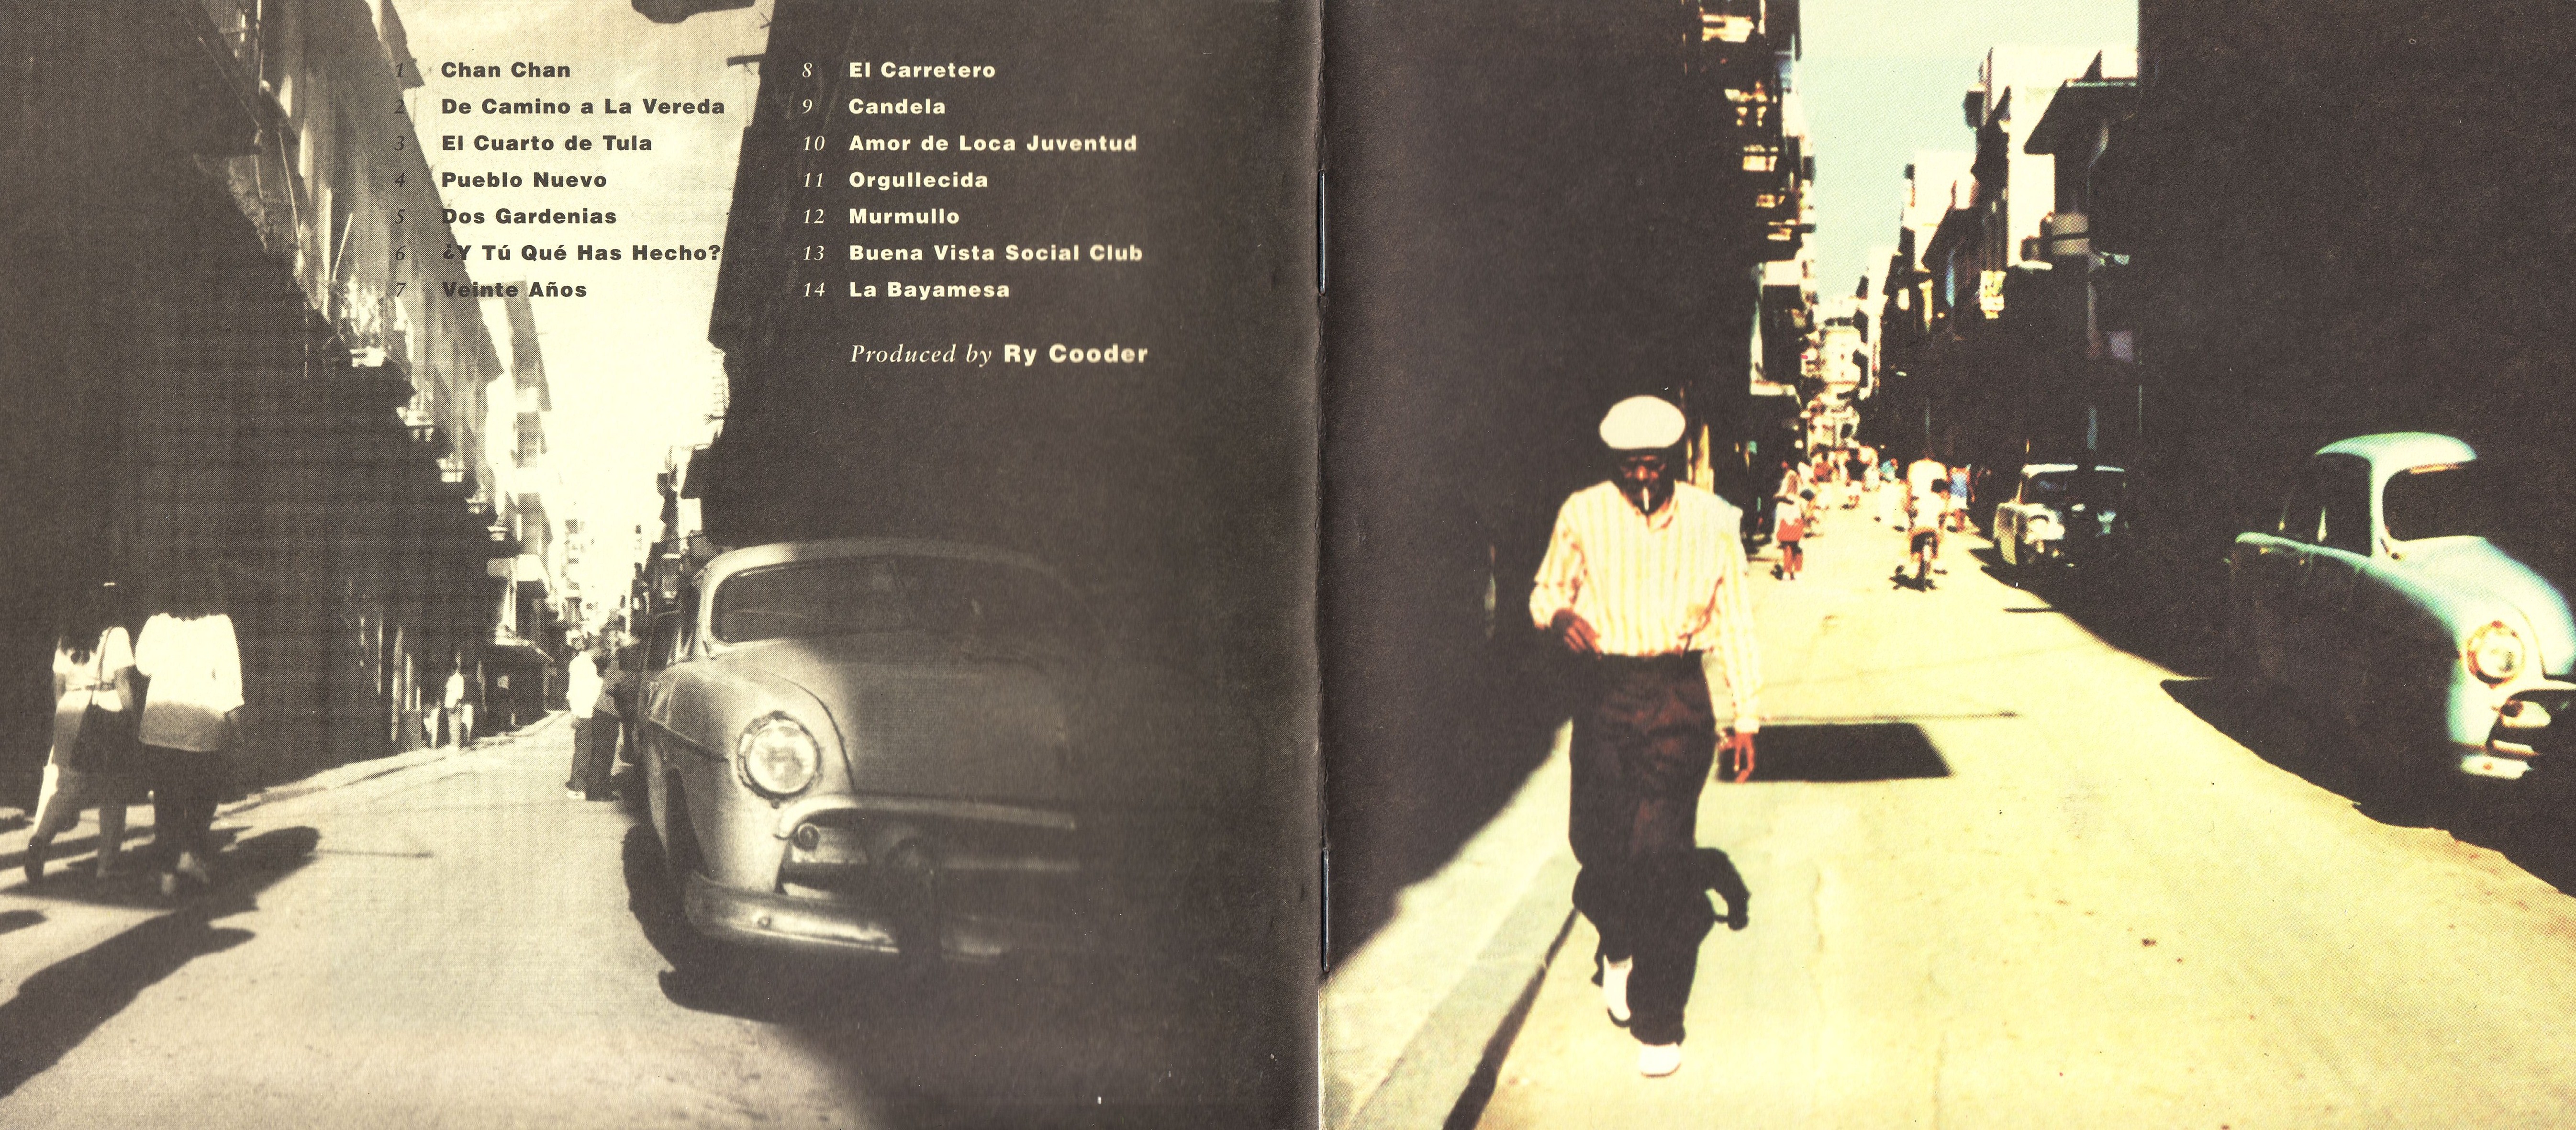 1 Chan Chan
2 De Camino a La Vereda
3 El Cuarto de Tula
4 Pueblo Nuevo
5 Dos Gardenias
6 ¿Y Tú Qué Has Hecho?
7 Veinte Años
8 El Carretero
9 Candela
10 Amor de Loca Juventud
11 Orgullecida
12 Murmullo
13 Buena Vista Social Club
14 La Bayamesa
Produced by Ry Cooder